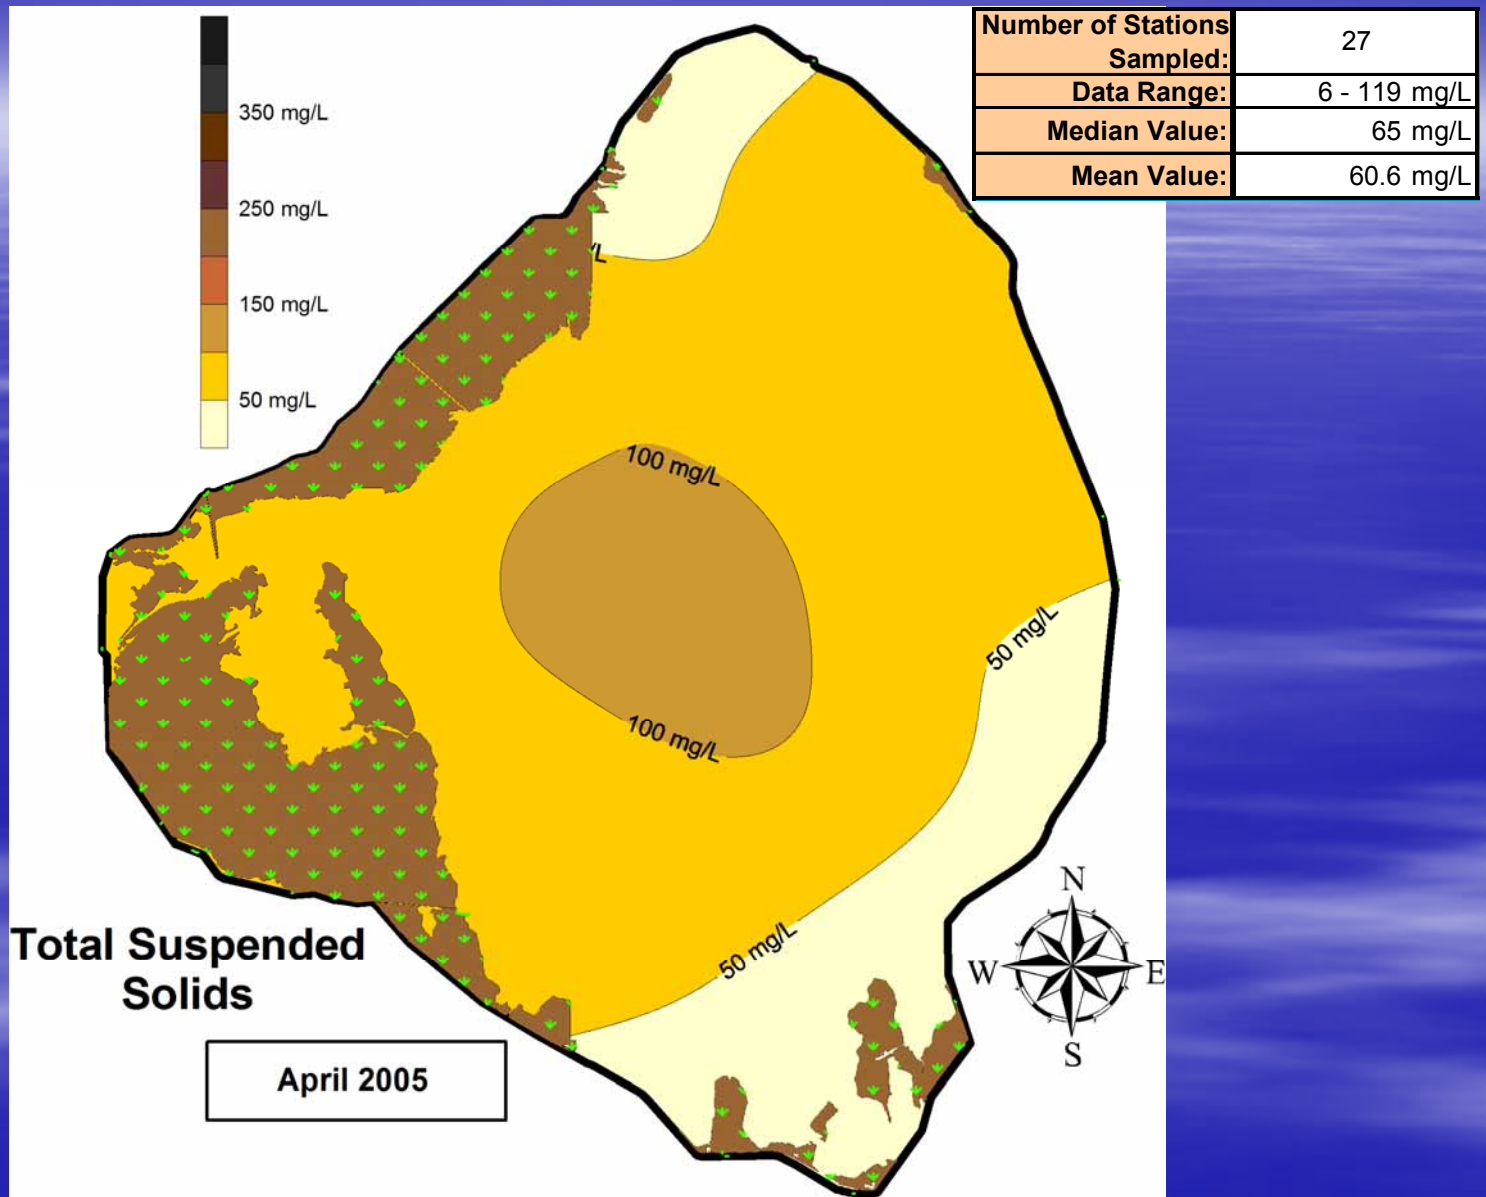 Number of Stations
Sampled:
27
Data Range:
6 - 119 mg/L
Median Value:
65 mg/L
Mean Value:
60.6 mg/L
350 mg/L
250 mg/L
150 mg/L
50 mg/L
/L
100 mg/L
100 mg/L
50 mg/L
50 mg/L
N
W
E
S
Total Suspended
Solids
April 2005